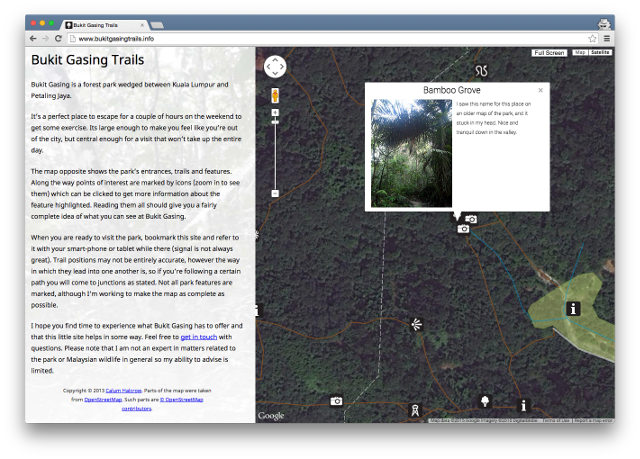 Bukit Gasing Trails
www.bukitgasingtrails.info
Bukit Gasing Trails
Bukit Gasing is a forest park wedged between Kuala Lumpur and
Petaling Jaya.
It's a perfect place to escape for a couple of hours on the weekend to
get some exercise. Its large enough to make you feel like you're out
of the city, but central enough for a visit that won't take up the entire
day.
The map opposite shows the park's entrances, trails and features.
Along the way points of interest are marked by icons (zoom in to see
them) which can be clicked to get more information about the
feature highlighted. Reading them all should give you a fairly
complete idea of what you can see at Bukit Gasing.
When you are ready to visit the park, bookmark this site and refer to
it with your smart-phone or tablet while there (signal is not always
great). Trail positions may not be entirely accurate, however the way
in which they lead into one another is, so if you're following a certain
path you will come to junctions as stated. Not all park features are
marked, although I'm working to make the map as complete as
possible.
I hope you find time to experience what Bukit Gasing has to offer and
that this little site helps in some way. Feel free to get in touch with
questions. Please note that I am not an expert in matters related to
the park or Malaysian wildlife in general so my ability to advise is
limited.
Copyright © 2013 Calum Halcrow. Parts of the map were taken
from OpenStreetMap. Such parts are © OpenStreetMap
contributors.
Full Screen
Map
Satellite
Bamboo Grove
I saw this name for this place on
an older map of the park, and it
stuck in my head. Nice and
tranquil down in the valley.
Google
Terms of Use
Report a map error